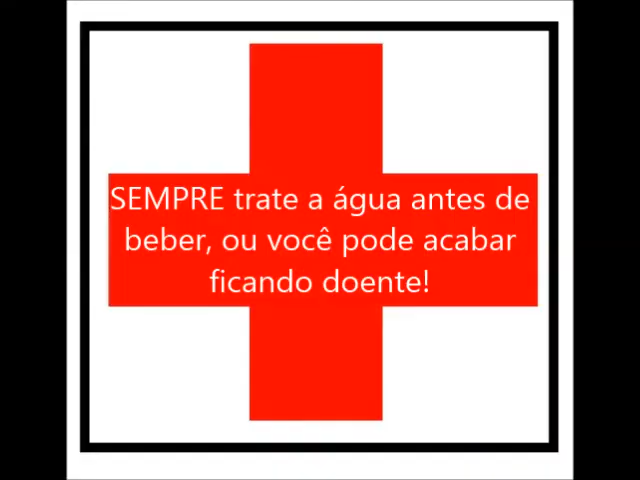 SEMPRE trate a água antes de
beber, ou você pode acabar
ficando doente!